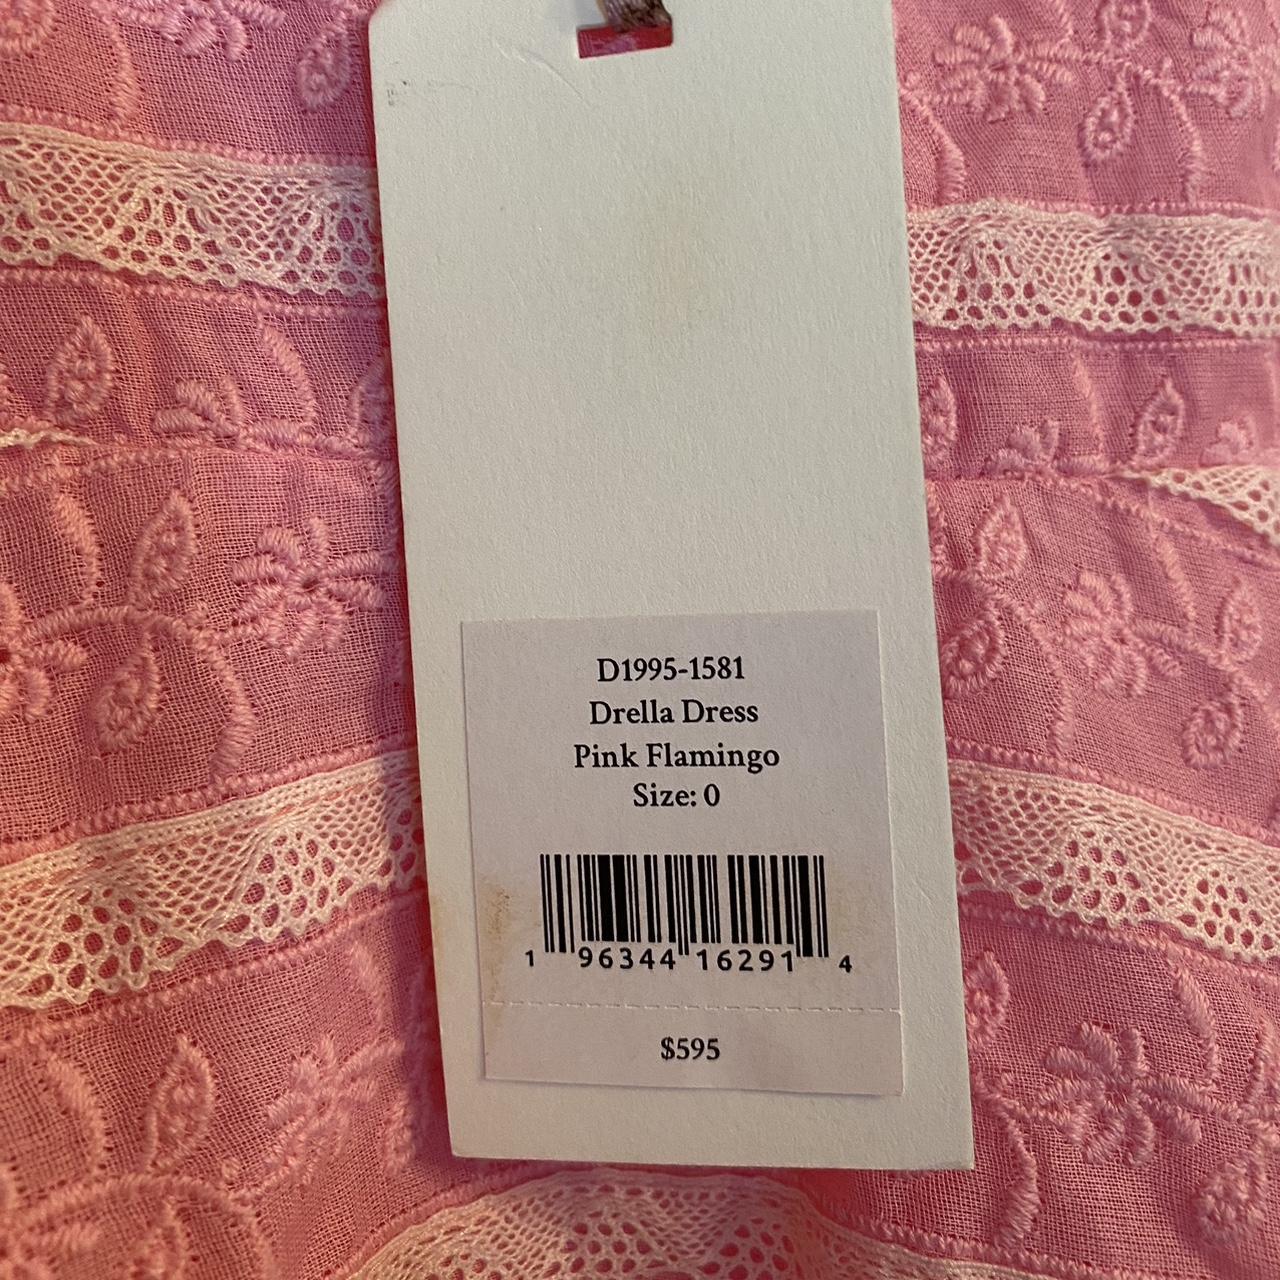 D1995-1581
Drella Dress
Pink Flamingo
Size: 0
1 96344 16291 4
$595